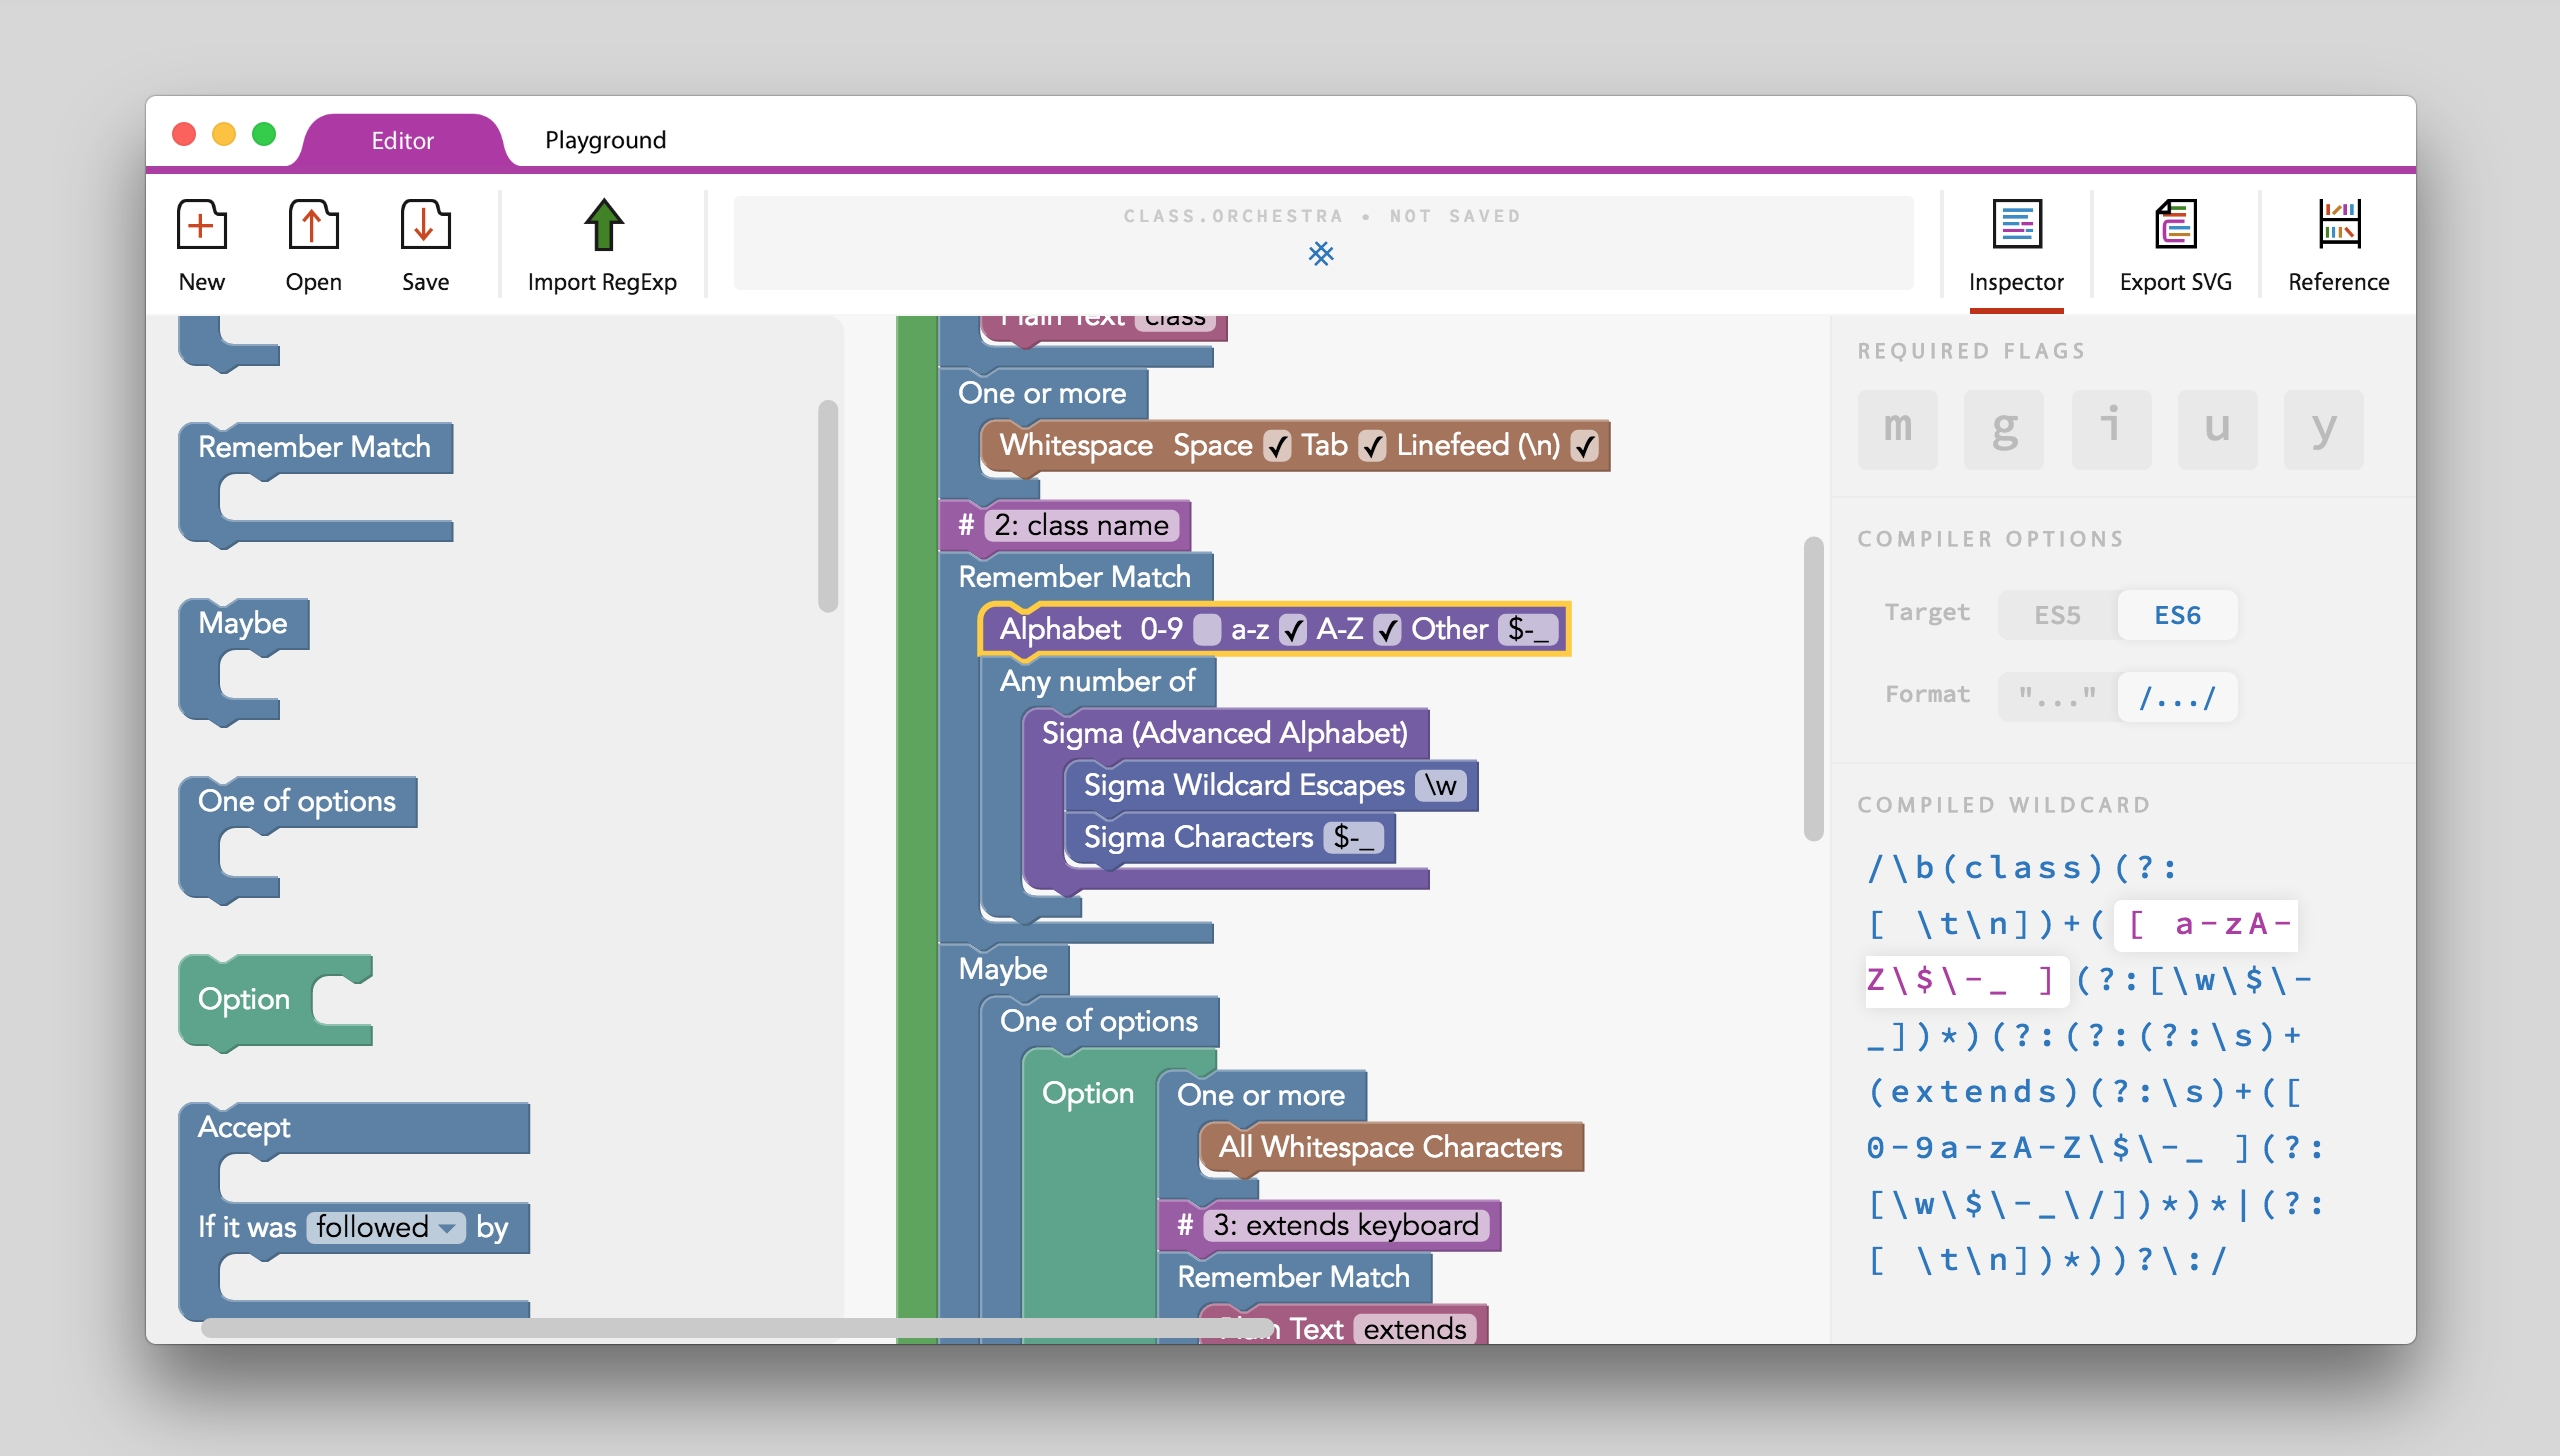 Editor
Playground
New
Open
Save
Import RegExp
CLASS.ORCHESTRA • NOT SAVED
Inspector
Export SVG
Reference
Remember Match
Maybe
One of options
Option
Accept
If it was followed by
Plain Text class
One or more
Whitespace Space ✓ Tab ✓ Linefeed (\n) ✓
# 2: class name
Remember Match
Alphabet 0-9 a-z ✓ A-Z ✓ Other $-_
Any number of
Sigma (Advanced Alphabet)
Sigma Wildcard Escapes \w
Sigma Characters $-_
Maybe
One of options
Option
One or more
All Whitespace Characters
# 3: extends keyboard
Remember Match
Plain Text extends
REQUIRED FLAGS
m g i u y
COMPILER OPTIONS
Target ES5 ES6
Format "..." /.../
COMPILED WILDCARD
/\b(class)(?:
[ \t\n])+([ a-zA-
Z\$\-_ ](?:[\w\$\-
_])*)(?:(?:(?:\s)+
(extends)(?:\s)+([
0-9a-zA-Z\$\-_ ](?:
[\w\$\-_\/])*)*|(?:
[ \t\n])*))?\:/